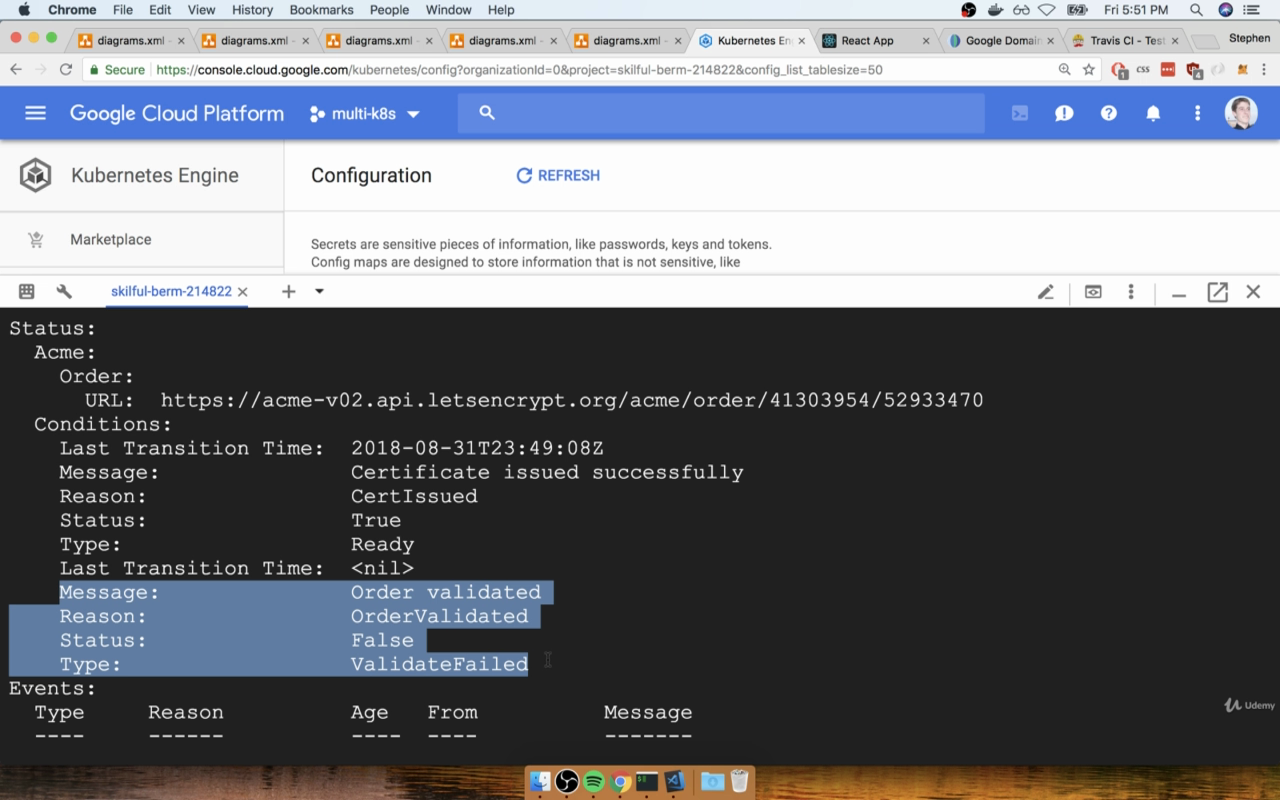 Chrome File Edit View History Bookmarks People Window Help Fri 5:51 PM
diagrams.xml - diagrams.xml - diagrams.xml - diagrams.xml - diagrams.xml - Kubernetes En React App Google Domain Travis CI - Test Stephen
Secure https://console.cloud.google.com/kubernetes/config?organizationId=0&project=skilful-berm-214822&config_list_tablesize=50 css
Google Cloud Platform multi-k8s
Kubernetes Engine Configuration REFRESH
Marketplace
Secrets are sensitive pieces of information, like passwords, keys and tokens.
Config maps are designed to store information that is not sensitive, like
skilful-berm-214822
Status:
Acme:
Order:
URL: https://acme-v02.api.letsencrypt.org/acme/order/41303954/52933470
Conditions:
Last Transition Time: 2018-08-31T23:49:08Z
Message: Certificate issued successfully
Reason: CertIssued
Status: True
Type: Ready
Last Transition Time: <nil>
Message: Order validated
Reason: OrderValidated
Status: False
Type: ValidateFailed
Events:
Type Reason Age From Message
---- ------ ---- ---- -------
Udemy